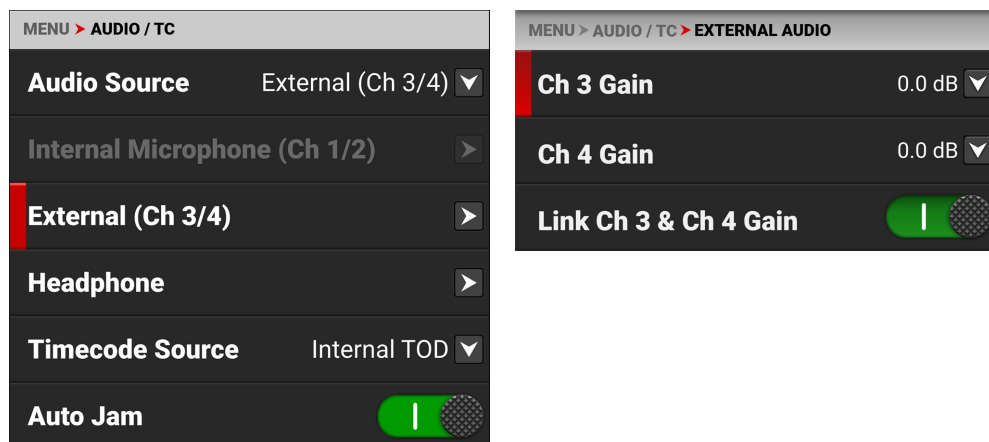 MENU > AUDIO / TC
Audio Source External (Ch 3/4)
Internal Microphone (Ch 1/2)
External (Ch 3/4)
Headphone
Timecode Source Internal TOD
Auto Jam
MENU > AUDIO / TC > EXTERNAL AUDIO
Ch 3 Gain 0.0 dB
Ch 4 Gain 0.0 dB
Link Ch 3 & Ch 4 Gain